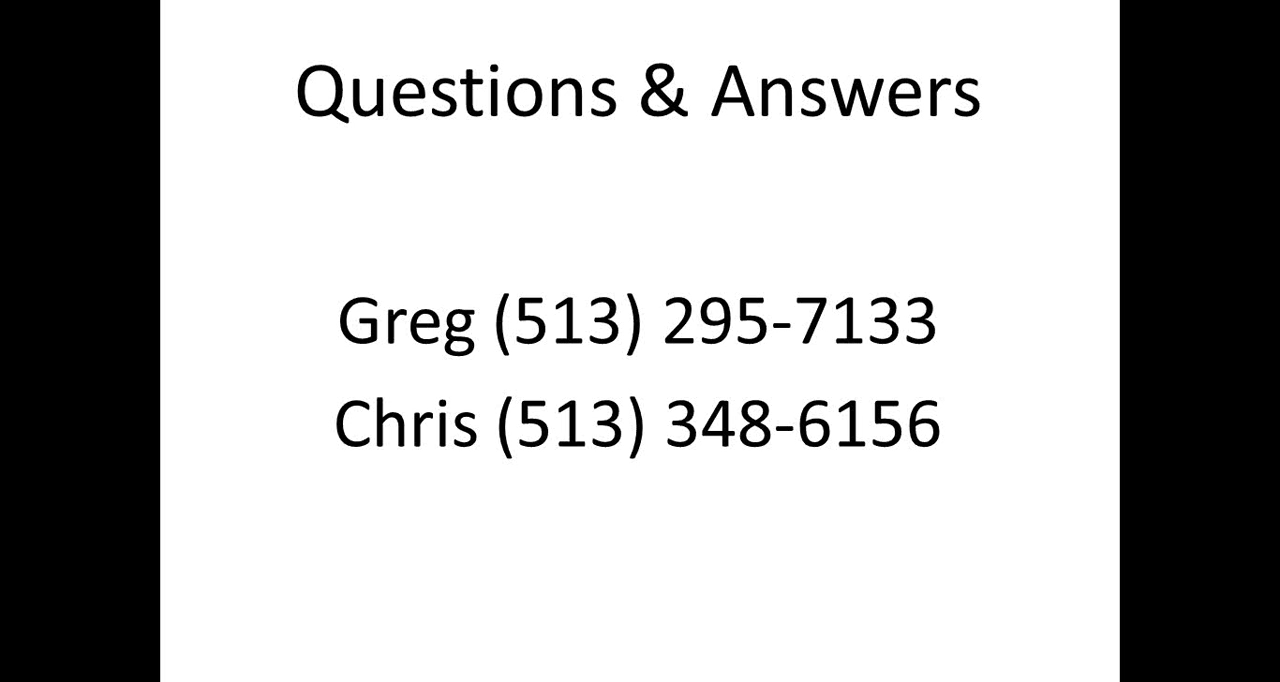 Questions & Answers
Greg (513) 295-7133
Chris (513) 348-6156